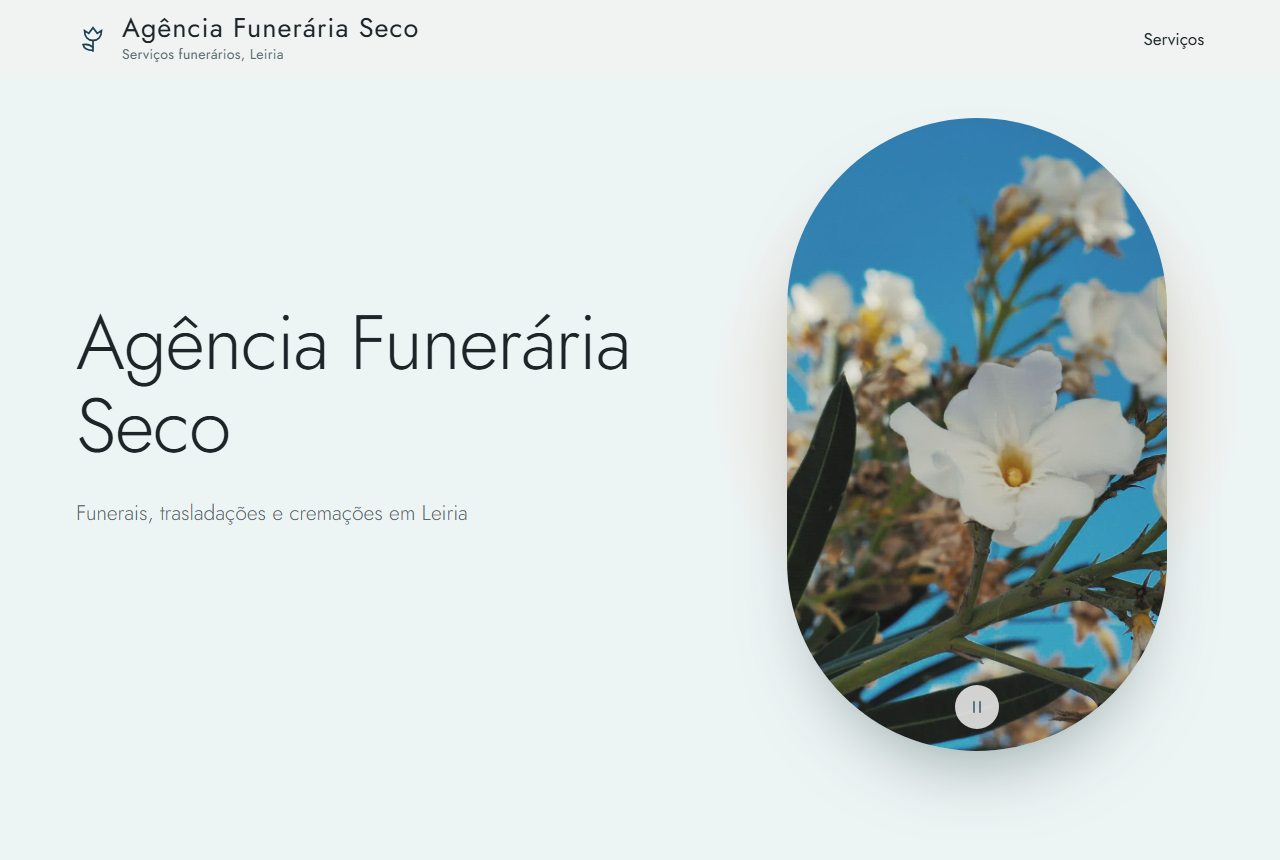 Agência Funerária Seco
Serviços funerários, Leiria
Serviços
Agência Funerária
Seco
Funerais, trasladações e cremações em Leiria